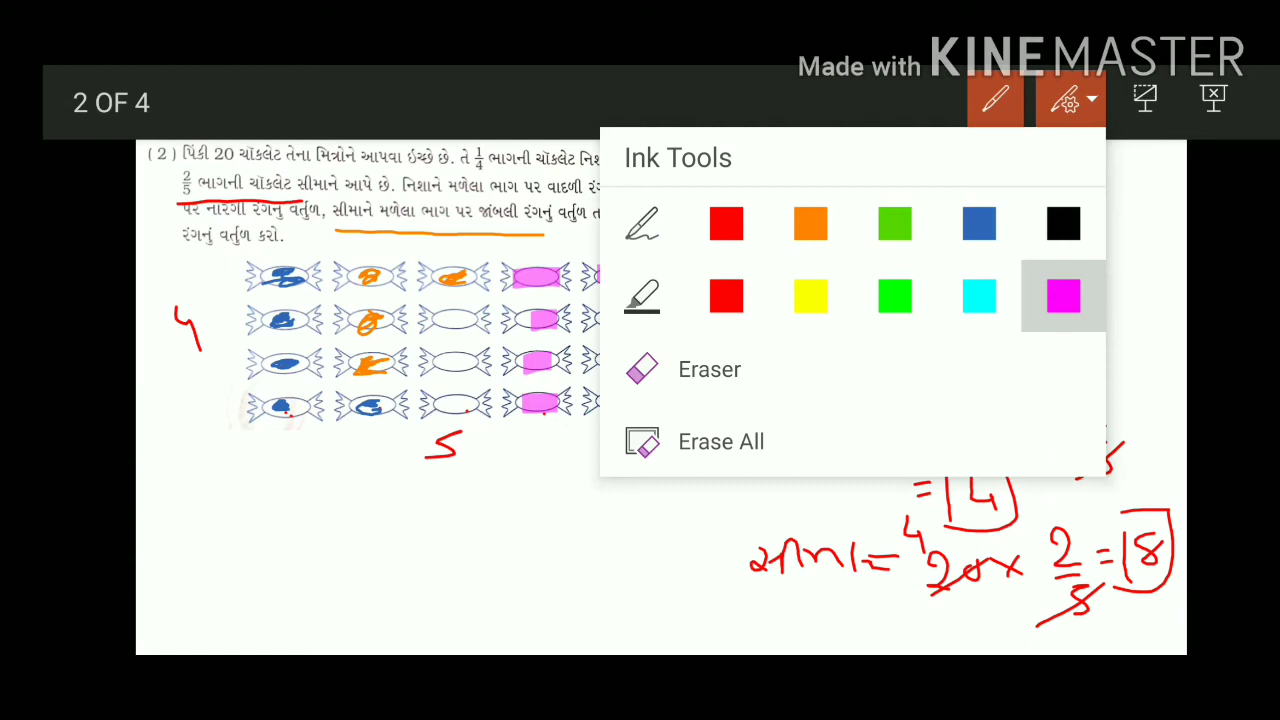 Made with KINEMASTER
2 OF 4
Ink Tools
( 2 ) પિંકી 20 ચૉકલેટ તેના મિત્રોને આપવા ઇચ્છે છે. તે 1/4 ભાગની ચૉકલેટ
2/5 ભાગની ચૉકલેટ સીમાને આપે છે. નિશાને મળેલા ભાગ પર વાદળી
પર નારંગી રંગનું વર્તુળ, સીમાને મળેલા ભાગ પર જાંબલી રંગનું વર્તુળ
રંગનું વર્તુળ કરો.
4
Eraser
Erase All
5
= 4
4
20 × 2/5 = 8